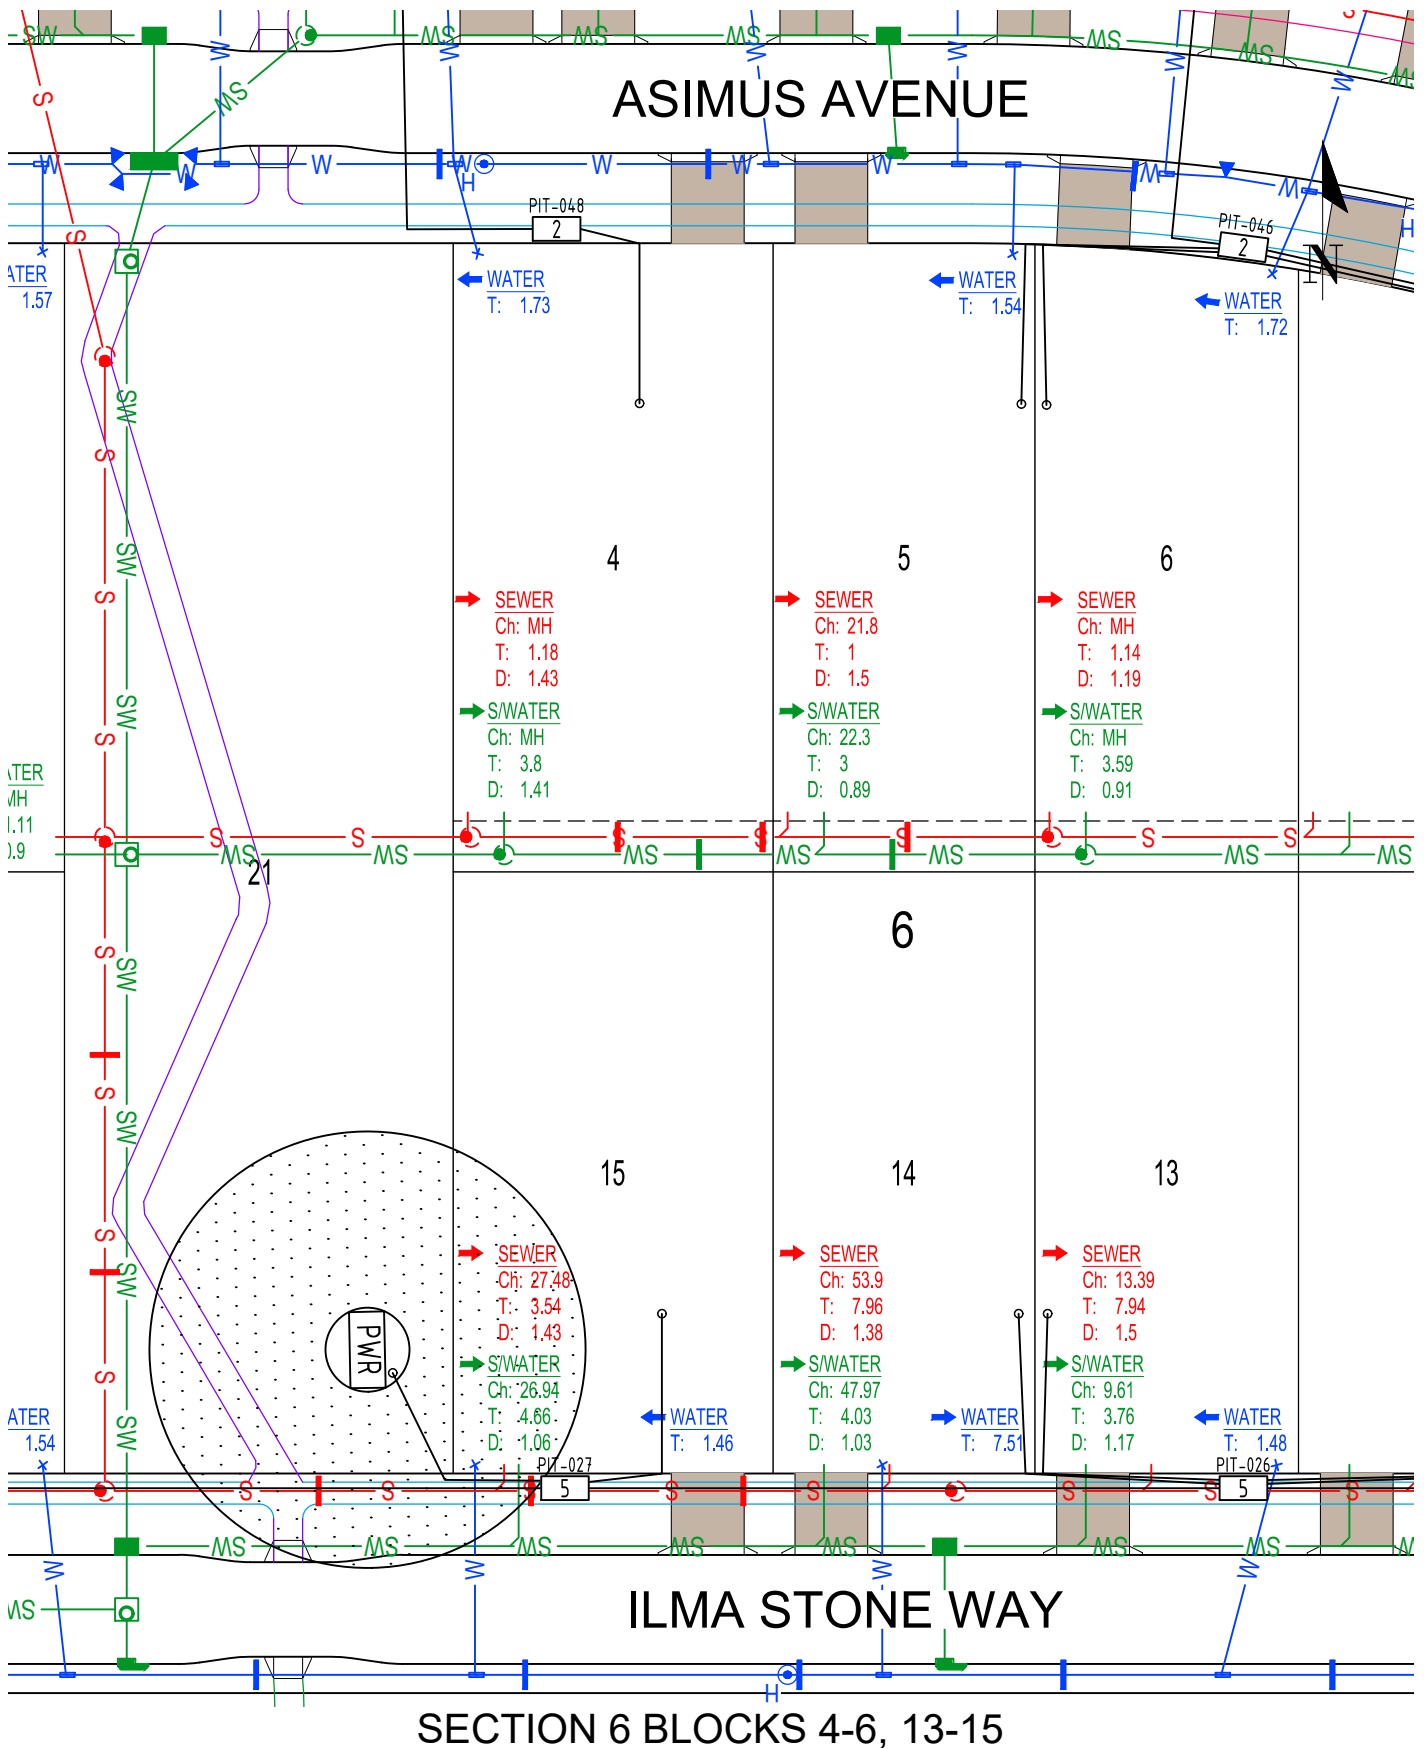 ASIMUS AVENUE
PIT-048
2
PIT-046
2
N
ATER
1.57
WATER
T: 1.73
WATER
T: 1.54
WATER
T: 1.72
4
5
6
SEWER
Ch: MH
T: 1.18
D: 1.43
SEWER
Ch: 21.8
T: 1
D: 1.5
SEWER
Ch: MH
T: 1.14
D: 1.19
S/WATER
Ch: MH
T: 3.8
D: 1.41
S/WATER
Ch: 22.3
T: 3
D: 0.89
S/WATER
Ch: MH
T: 3.59
D: 0.91
ATER
MH
1.11
0.9
21
6
15
14
13
SEWER
Ch: 27.48
T: 3.54
D: 1.43
SEWER
Ch: 53.9
T: 7.96
D: 1.38
SEWER
Ch: 13.39
T: 7.94
D: 1.5
PWR
S/WATER
Ch: 26.94
T: 4.66
D: 1.06
S/WATER
Ch: 47.97
T: 4.03
D: 1.03
S/WATER
Ch: 9.61
T: 3.76
D: 1.17
ATER
1.54
WATER
T: 1.46
WATER
T: 7.51
WATER
T: 1.48
PIT-027
5
PIT-026
5
ILMA STONE WAY
H
SECTION 6 BLOCKS 4-6, 13-15